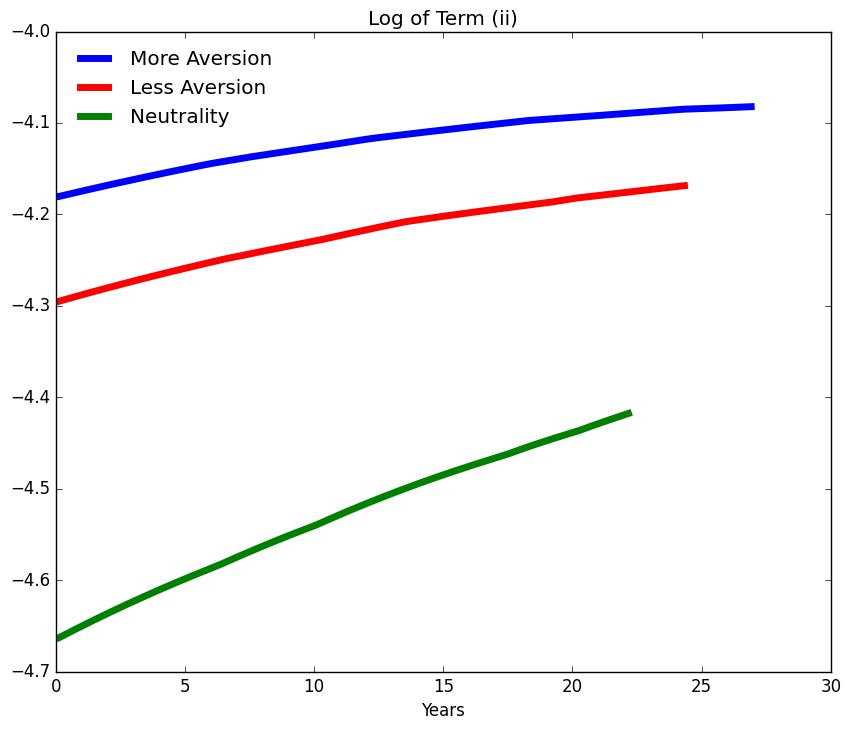 Log of Term (ii)
More Aversion
Less Aversion
Neutrality
−4.0
−4.1
−4.2
−4.3
−4.4
−4.5
−4.6
−4.7
0 5 10 15 20 25 30
Years